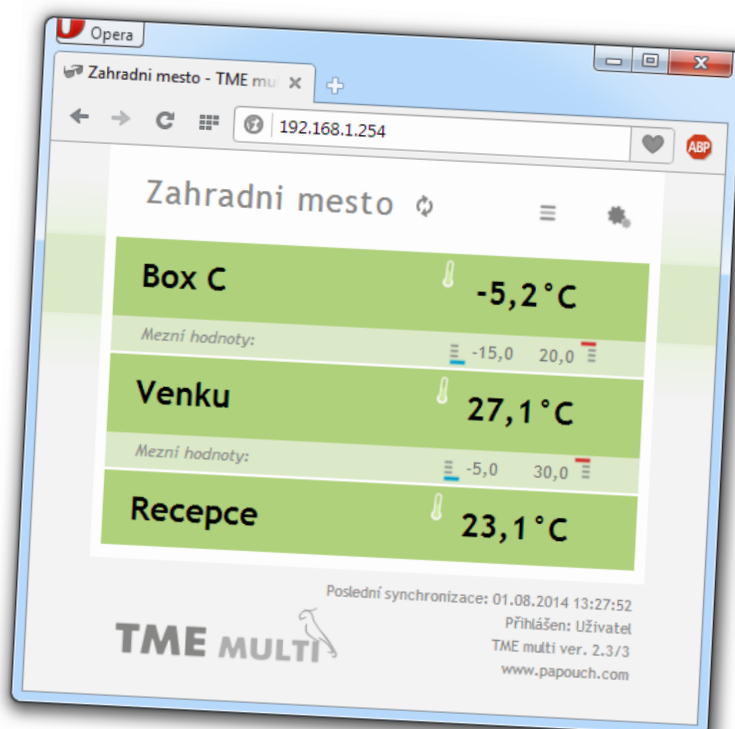 Opera
Zahradni mesto - TME mu
192.168.1.254
ABP
Zahradni mesto
Box C -5,2°C
Mezní hodnoty: -15,0 20,0
Venku 27,1°C
Mezní hodnoty: -5,0 30,0
Recepce 23,1°C
Poslední synchronizace: 01.08.2014 13:27:52
Přihlášen: Uživatel
TME multi ver. 2.3/3
www.papouch.com
TME MULTI